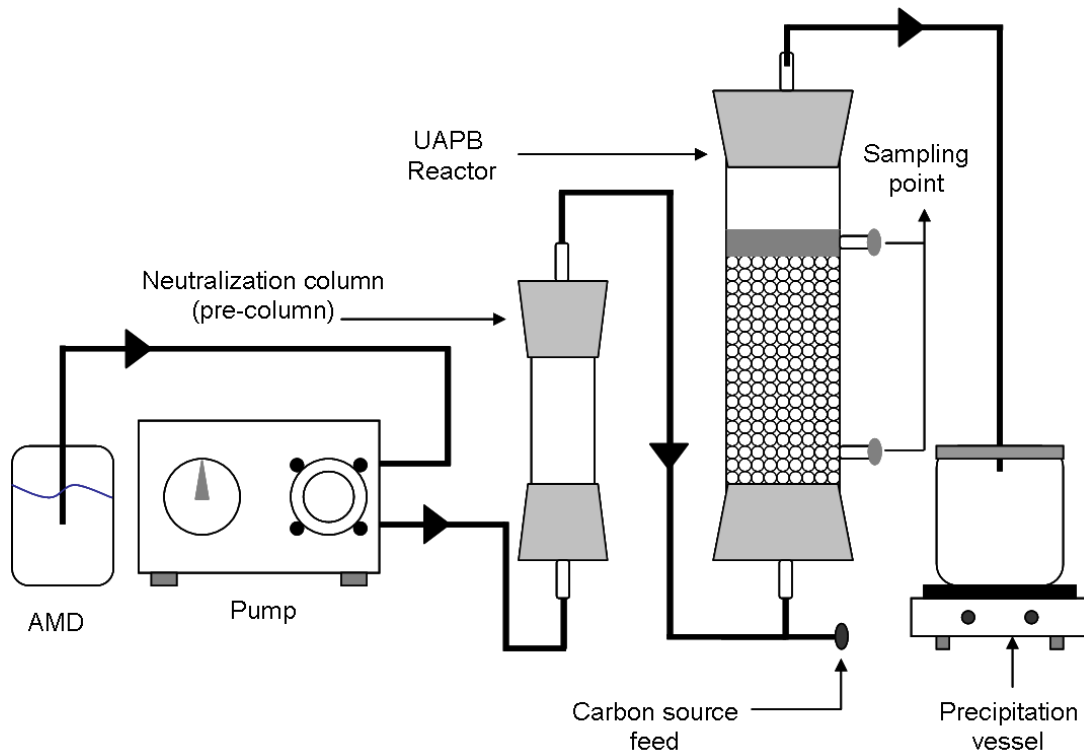 UAPB
Reactor
Sampling
point
Neutralization column
(pre-column)
AMD
Pump
Carbon source
feed
Precipitation
vessel